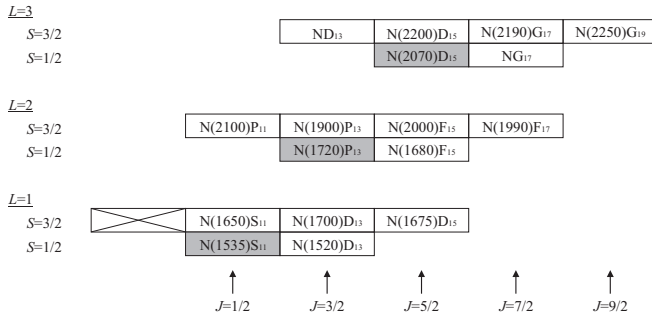 L=3
S=3/2 ND13 N(2200)D15 N(2190)G17 N(2250)G19
S=1/2 N(2070)D15 NG17
L=2
S=3/2 N(2100)P11 N(1900)P13 N(2000)F15 N(1990)F17
S=1/2 N(1720)P13 N(1680)F15
L=1
S=3/2 N(1650)S11 N(1700)D13 N(1675)D15
S=1/2 N(1535)S11 N(1520)D13
J=1/2 J=3/2 J=5/2 J=7/2 J=9/2